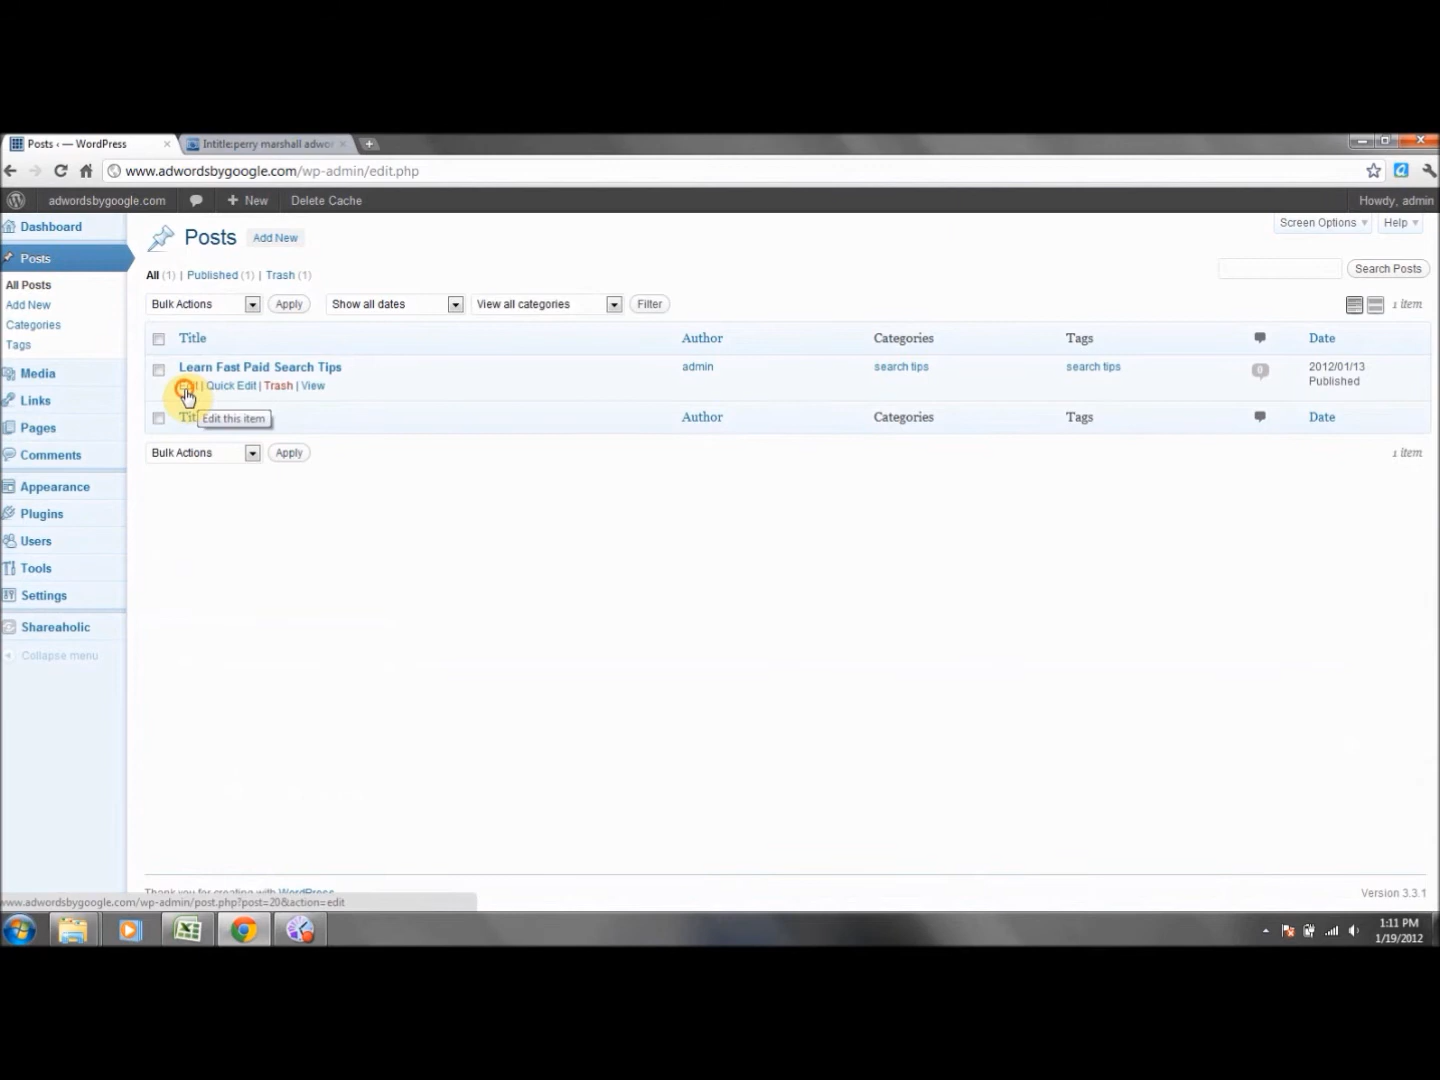 Posts ‹ — WordPress
Intitle:perry marshall adwor
www.adwordsbygoogle.com/wp-admin/edit.php
adwordsbygoogle.com + New Delete Cache Howdy, admin
Screen Options Help
Dashboard
Posts
All Posts
Add New
Categories
Tags
Media
Links
Pages
Comments
Appearance
Plugins
Users
Tools
Settings
Shareaholic
Collapse menu
Posts Add New
All (1) | Published (1) | Trash (1)
Search Posts
Bulk Actions Apply Show all dates View all categories Filter 1 item
Title Author Categories Tags Date
Learn Fast Paid Search Tips admin search tips search tips 0 2012/01/13
Published
| Quick Edit | Trash | View
Edit this item
Author Categories Tags Date
Bulk Actions Apply 1 item
Thank you for creating with WordPress
Version 3.3.1
www.adwordsbygoogle.com/wp-admin/post.php?post=20&action=edit
1:11 PM
1/19/2012